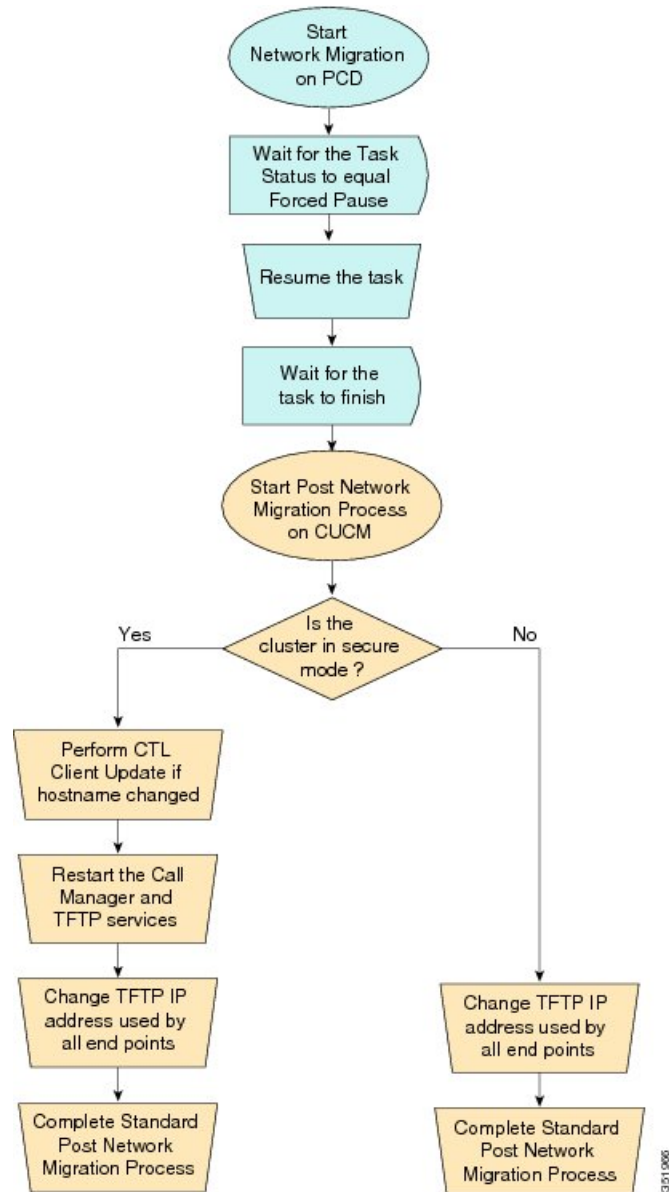 Start
Network Migration
on PCD
Wait for the Task
Status to equal
Forced Pause
Resume the task
Wait for the
task to finish
Start Post Network
Migration Process
on CUCM
Is the
cluster in secure
mode ?
Yes
No
Perform CTL
Client Update if
hostname changed
Restart the Call
Manager and
TFTP services
Change TFTP IP
address used by
all end points
Complete Standard
Post Network
Migration Process
Change TFTP IP
address used by
all end points
Complete Standard
Post Network
Migration Process
351966